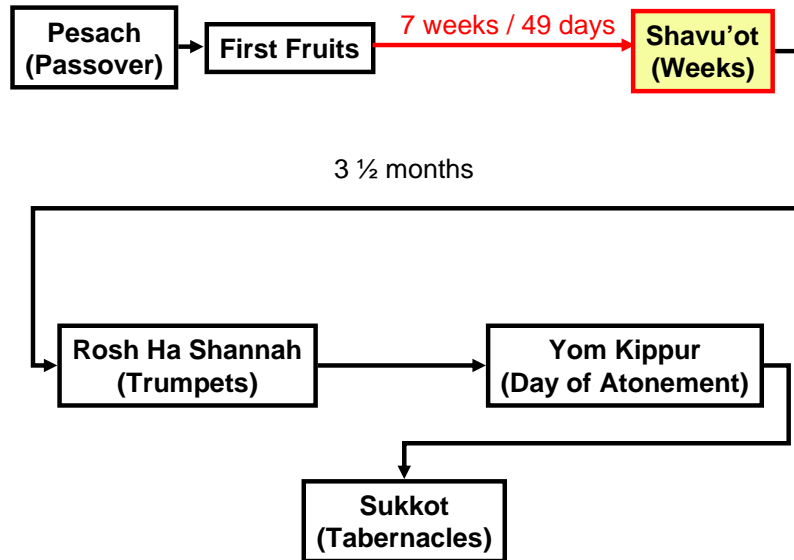 Pesach
(Passover)
First Fruits
7 weeks / 49 days
Shavu’ot
(Weeks)
3 ½ months
Rosh Ha Shannah
(Trumpets)
Yom Kippur
(Day of Atonement)
Sukkot
(Tabernacles)